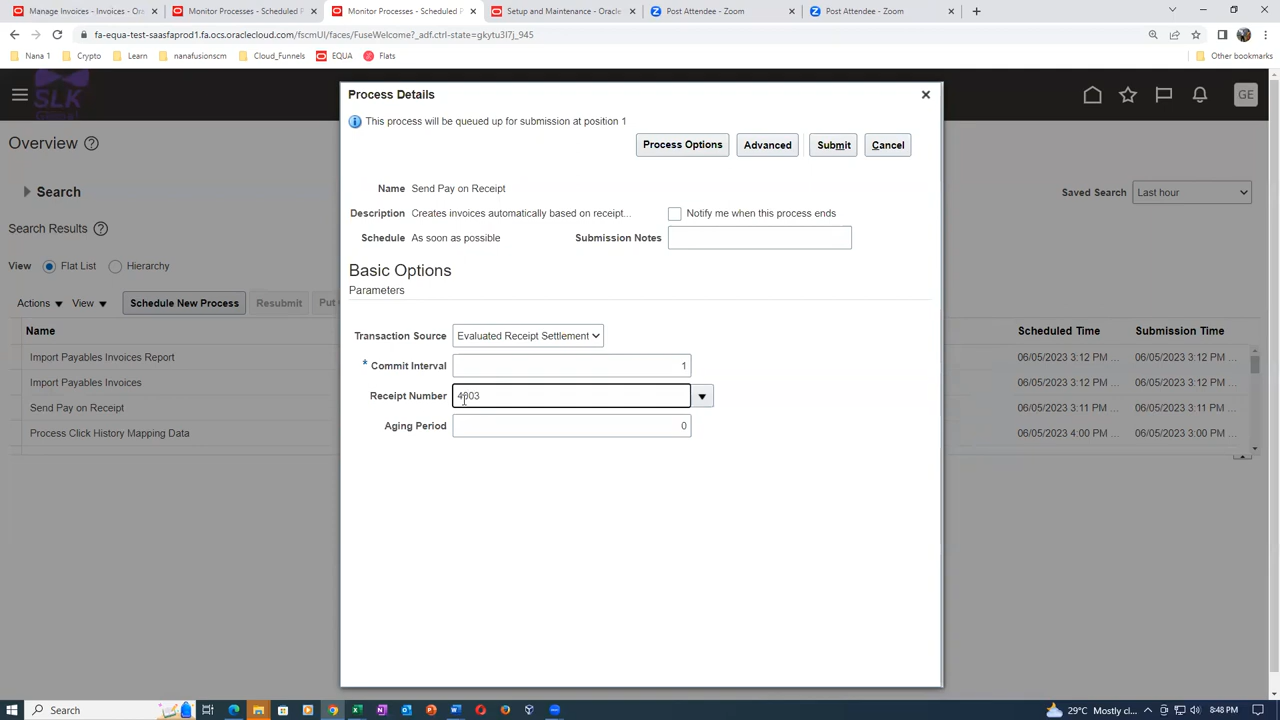 Manage Invoices - Invoices - Ora
Monitor Processes - Scheduled P
Monitor Processes - Scheduled P
Setup and Maintenance - Oracle
Post Attendee - Zoom
Post Attendee - Zoom
fa-equa-test-saasfaprod1.fa.ocs.oraclecloud.com/fscmUI/faces/FuseWelcome?_adf.ctrl-state=gkytu3l7j_945
Nana 1
Crypto
Learn
nanafusionscm
Cloud_Funnels
EQUA
Flats
Other bookmarks
SLK
GE
Process Details
This process will be queued up for submission at position 1
Process Options
Advanced
Submit
Cancel
Overview
Search
Saved Search
Last hour
Name Send Pay on Receipt
Description Creates invoices automatically based on receipt...
Notify me when this process ends
Schedule As soon as possible
Submission Notes
Search Results
View Flat List Hierarchy
Basic Options
Parameters
Actions View Schedule New Process Resubmit Put
Name
Scheduled Time
Submission Time
Transaction Source Evaluated Receipt Settlement
Import Payables Invoices Report
06/05/2023 3:12 PM ...
06/05/2023 3:12 PM ...
* Commit Interval 1
Import Payables Invoices
06/05/2023 3:12 PM ...
06/05/2023 3:12 PM ...
Receipt Number
Send Pay on Receipt
06/05/2023 3:11 PM ...
06/05/2023 3:11 PM ...
Aging Period 0
Process Click History Mapping Data
06/05/2023 4:00 PM ...
06/05/2023 3:00 PM ...
Search
29°C Mostly cl...
8:48 PM